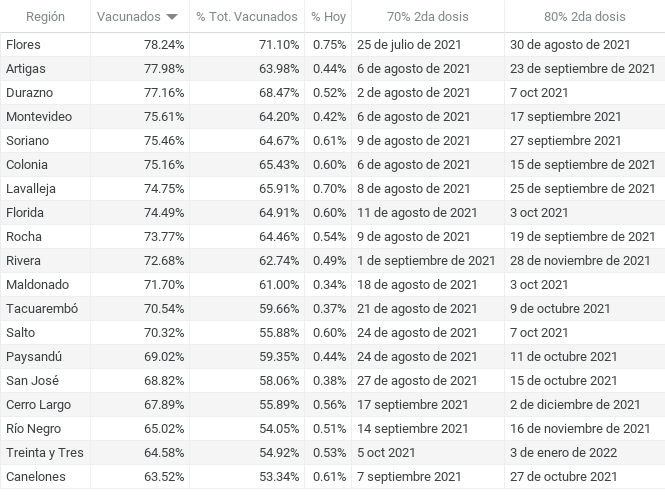 Región Vacunados % Tot. Vacunados % Hoy 70% 2da dosis 80% 2da dosis
Flores 78.24% 71.10% 0.75% 25 de julio de 2021 30 de agosto de 2021
Artigas 77.98% 63.98% 0.44% 6 de agosto de 2021 23 de septiembre de 2021
Durazno 77.16% 68.47% 0.52% 2 de agosto de 2021 7 oct 2021
Montevideo 75.61% 64.20% 0.42% 6 de agosto de 2021 17 septiembre 2021
Soriano 75.46% 64.67% 0.61% 9 de agosto de 2021 27 septiembre 2021
Colonia 75.16% 65.43% 0.60% 6 de agosto de 2021 15 de septiembre de 2021
Lavalleja 74.75% 65.91% 0.70% 8 de agosto de 2021 25 de septiembre de 2021
Florida 74.49% 64.91% 0.60% 11 de agosto de 2021 3 oct 2021
Rocha 73.77% 64.46% 0.54% 9 de agosto de 2021 19 de septiembre de 2021
Rivera 72.68% 62.74% 0.49% 1 de septiembre de 2021 28 de noviembre de 2021
Maldonado 71.70% 61.00% 0.34% 18 de agosto de 2021 3 oct 2021
Tacuarembó 70.54% 59.66% 0.37% 21 de agosto de 2021 9 de octubre de 2021
Salto 70.32% 55.88% 0.60% 24 de agosto de 2021 7 oct 2021
Paysandú 69.02% 59.35% 0.44% 24 de agosto de 2021 11 de octubre de 2021
San José 68.82% 58.06% 0.38% 27 de agosto de 2021 15 de octubre de 2021
Cerro Largo 67.89% 55.89% 0.56% 17 septiembre 2021 2 de diciembre de 2021
Río Negro 65.02% 54.05% 0.51% 14 septiembre 2021 16 de noviembre de 2021
Treinta y Tres 64.58% 54.92% 0.53% 5 oct 2021 3 de enero de 2022
Canelones 63.52% 53.34% 0.61% 7 septiembre 2021 27 de octubre de 2021